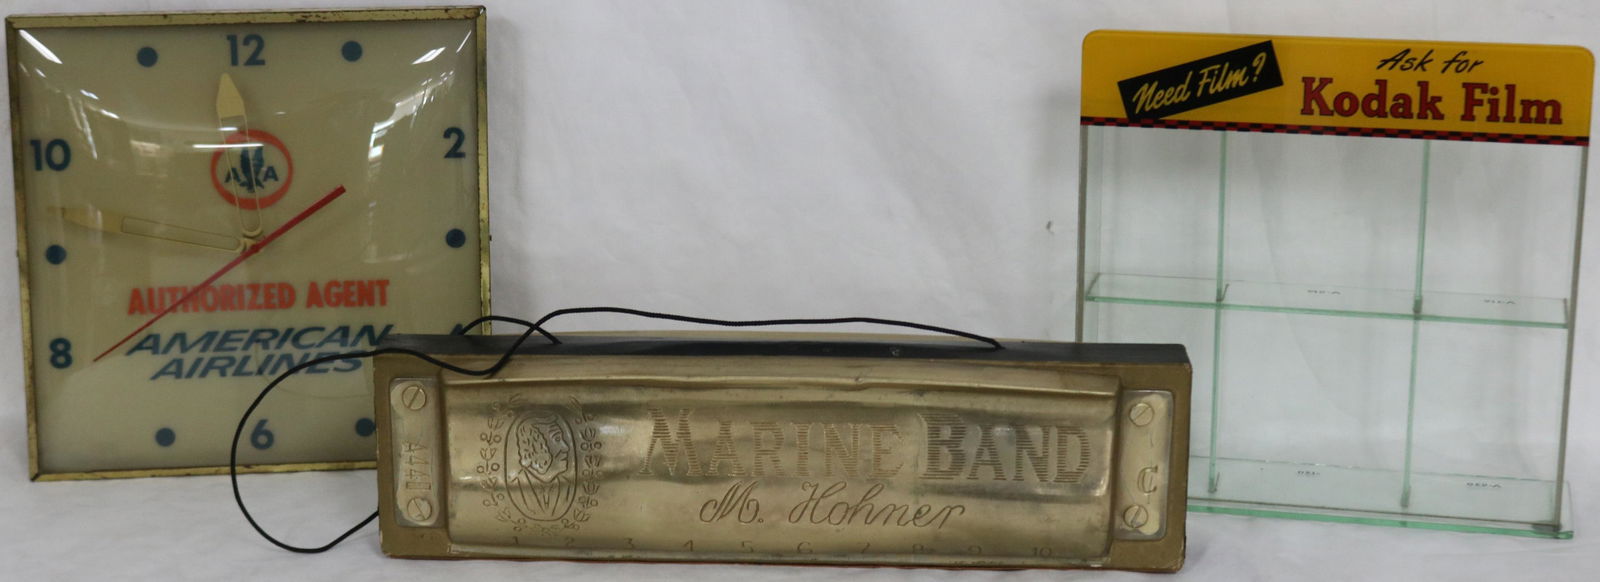 12
10
2
A A
AUTHORIZED AGENT
AMERICAN
AIRLINES
8
6
A440
MARINE BAND
M. Hohner
C
1 2 3 4 5 6 7 8 9 10
Need Film?
Ask for
Kodak Film